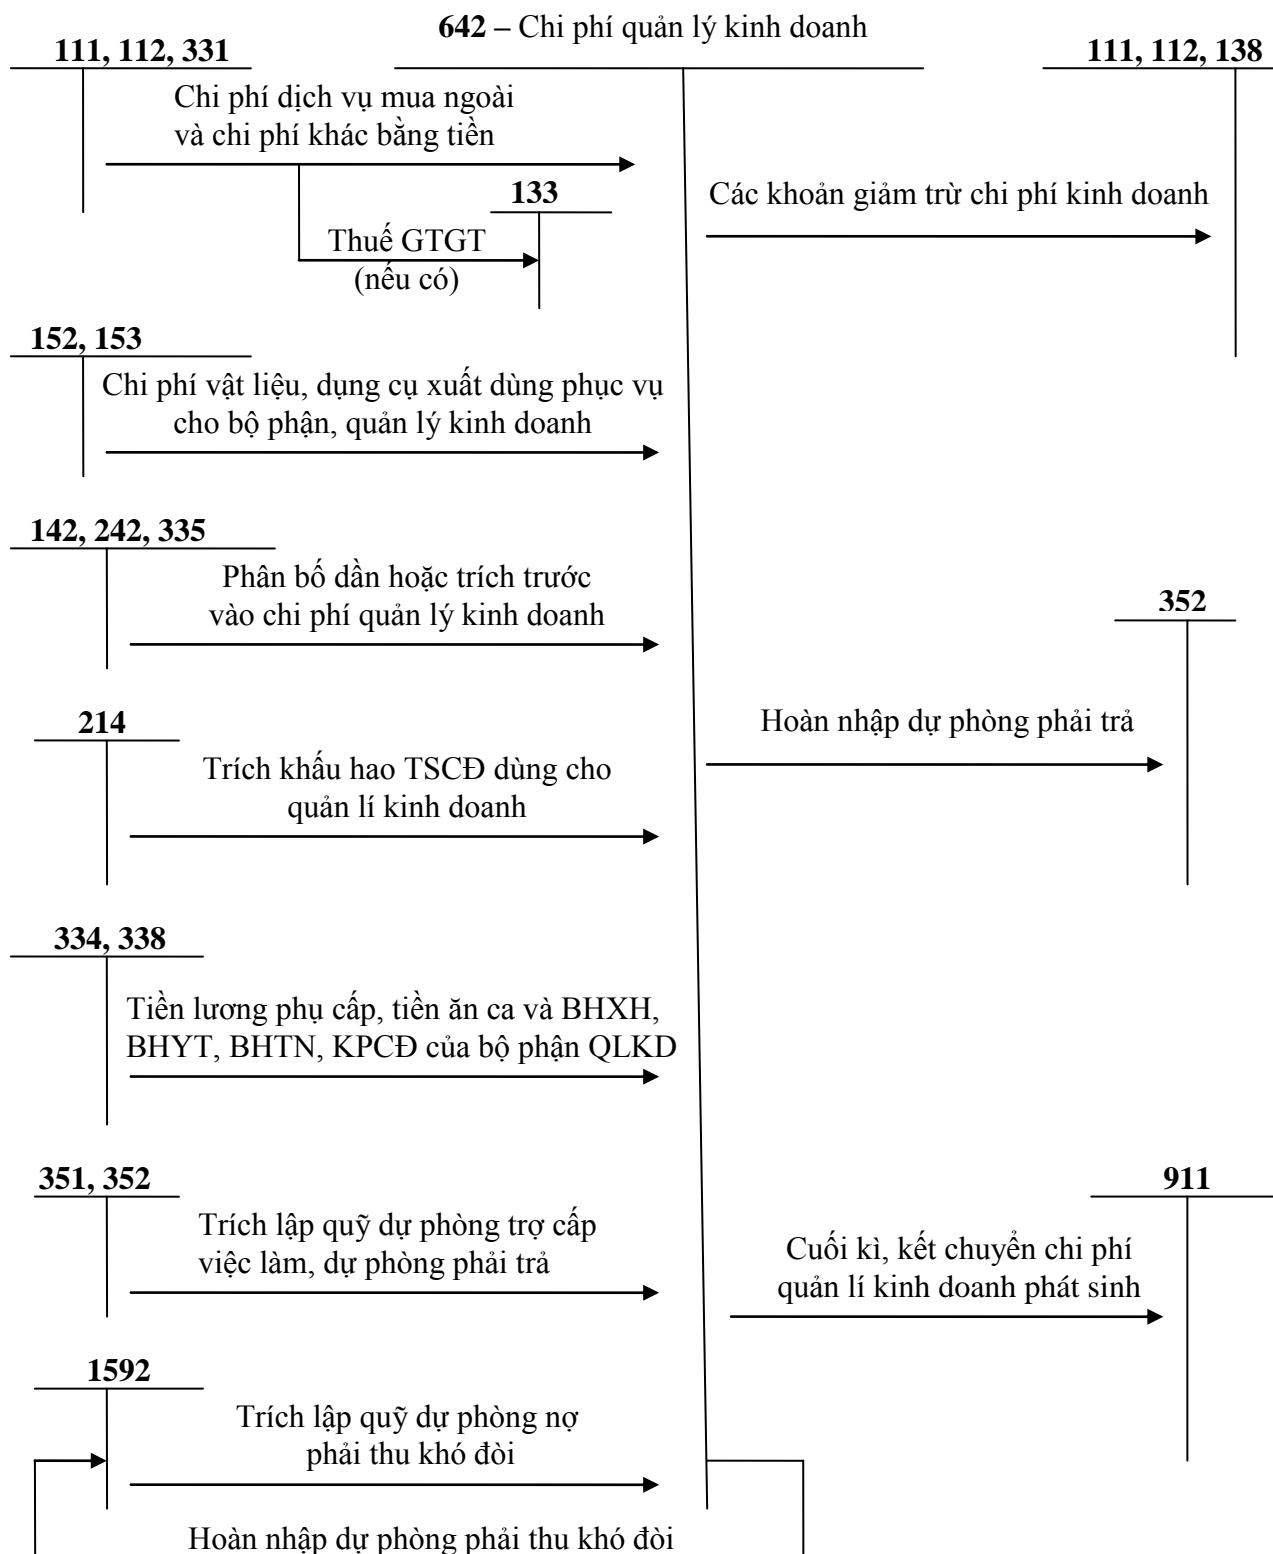 642 – Chi phí quản lý kinh doanh
111, 112, 331
111, 112, 138
Chi phí dịch vụ mua ngoài
và chi phí khác bằng tiền
133
Thuế GTGT
(nếu có)
Các khoản giảm trừ chi phí kinh doanh
152, 153
Chi phí vật liệu, dụng cụ xuất dùng phục vụ
cho bộ phận, quản lý kinh doanh
142, 242, 335
Phân bổ dần hoặc trích trước
vào chi phí quản lý kinh doanh
352
Hoàn nhập dự phòng phải trả
214
Trích khấu hao TSCĐ dùng cho
quản lí kinh doanh
334, 338
Tiền lương phụ cấp, tiền ăn ca và BHXH,
BHYT, BHTN, KPCĐ của bộ phận QLKD
351, 352
Trích lập quỹ dự phòng trợ cấp
việc làm, dự phòng phải trả
911
Cuối kì, kết chuyển chi phí
quản lí kinh doanh phát sinh
1592
Trích lập quỹ dự phòng nợ
phải thu khó đòi
Hoàn nhập dự phòng phải thu khó đòi